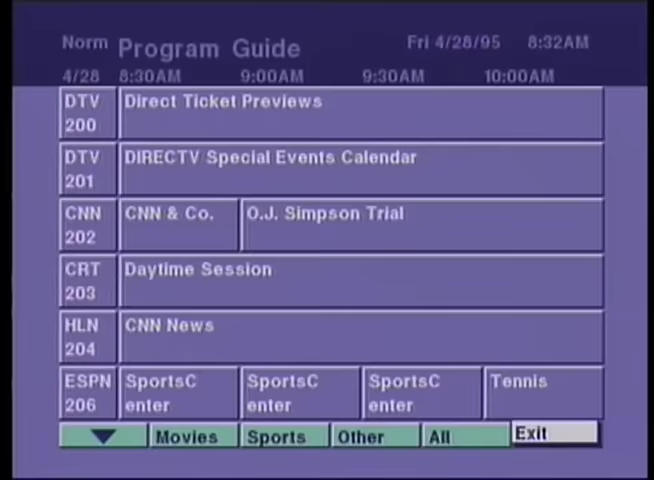 Norm Program Guide Fri 4/28/95 8:32AM
4/28 8:30AM 9:00AM 9:30AM 10:00AM
DTV 200 Direct Ticket Previews
DTV 201 DIRECTV Special Events Calendar
CNN 202 CNN & Co. O.J. Simpson Trial
CRT 203 Daytime Session
HLN 204 CNN News
ESPN SportsC SportsC SportsC Tennis
206 enter enter enter
Movies Sports Other All Exit